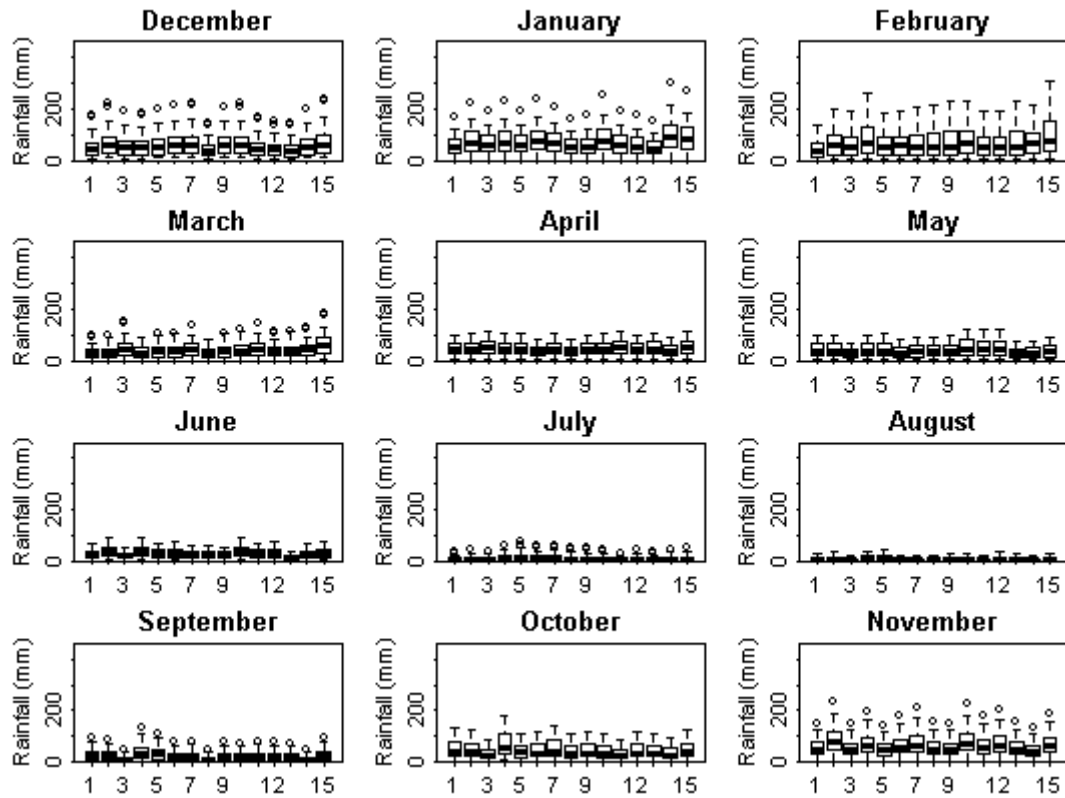 December January February
Rainfall (mm) 0 200 Rainfall (mm) 0 200 Rainfall (mm) 0 200
1 3 5 7 9 12 15 1 3 5 7 9 12 15 1 3 5 7 9 12 15
March April May
Rainfall (mm) 0 200 Rainfall (mm) 0 200 Rainfall (mm) 0 200
1 3 5 7 9 12 15 1 3 5 7 9 12 15 1 3 5 7 9 12 15
June July August
Rainfall (mm) 0 200 Rainfall (mm) 0 200 Rainfall (mm) 0 200
1 3 5 7 9 12 15 1 3 5 7 9 12 15 1 3 5 7 9 12 15
September October November
Rainfall (mm) 0 200 Rainfall (mm) 0 200 Rainfall (mm) 0 200
1 3 5 7 9 12 15 1 3 5 7 9 12 15 1 3 5 7 9 12 15